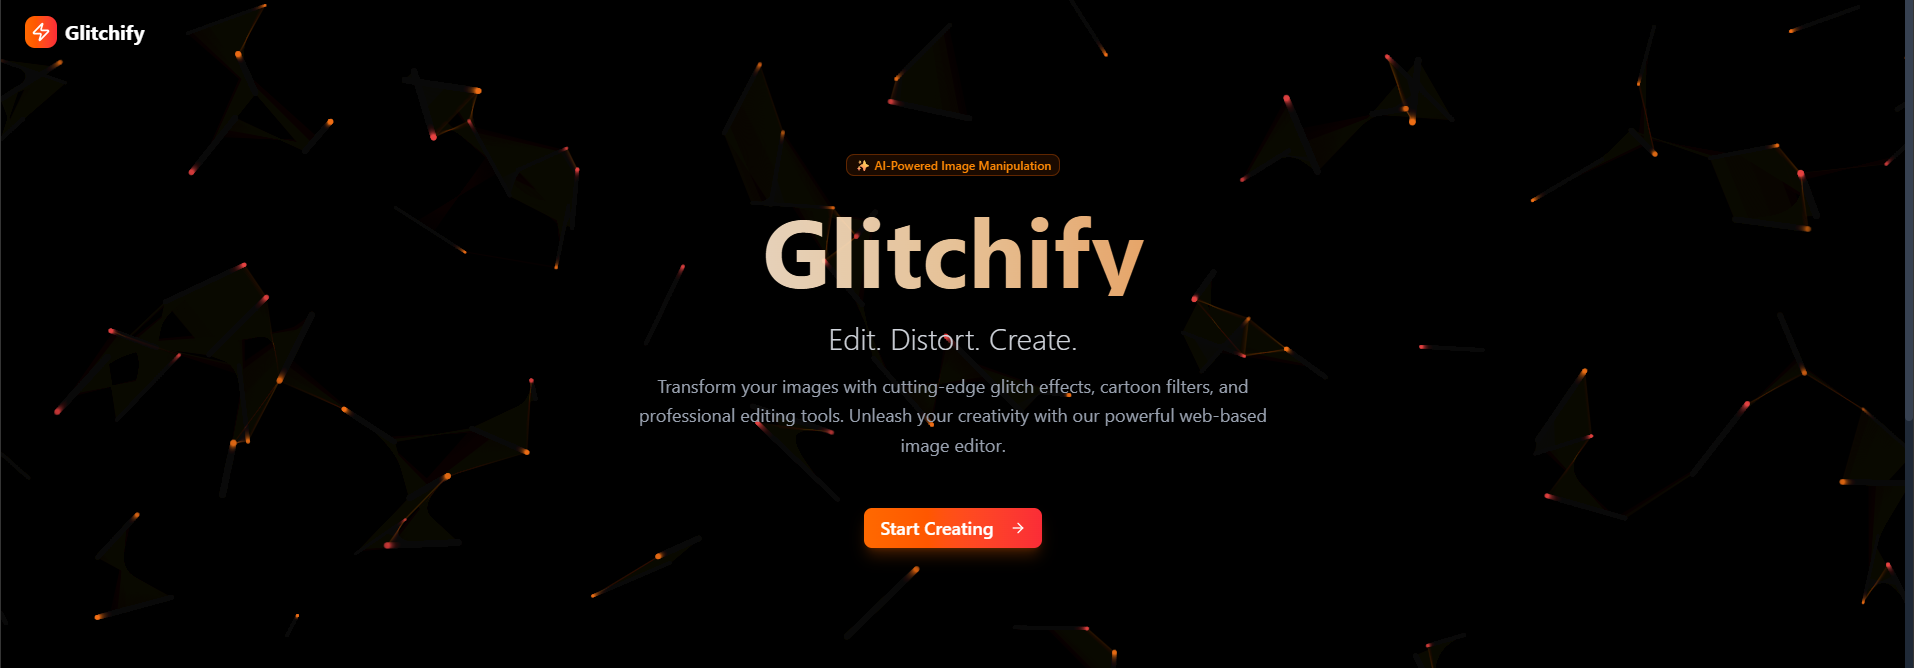 Glitchify
✨ AI-Powered Image Manipulation
Glitchify
Edit. Distort. Create.
Transform your images with cutting-edge glitch effects, cartoon filters, and
professional editing tools. Unleash your creativity with our powerful web-based
image editor.
Start Creating →